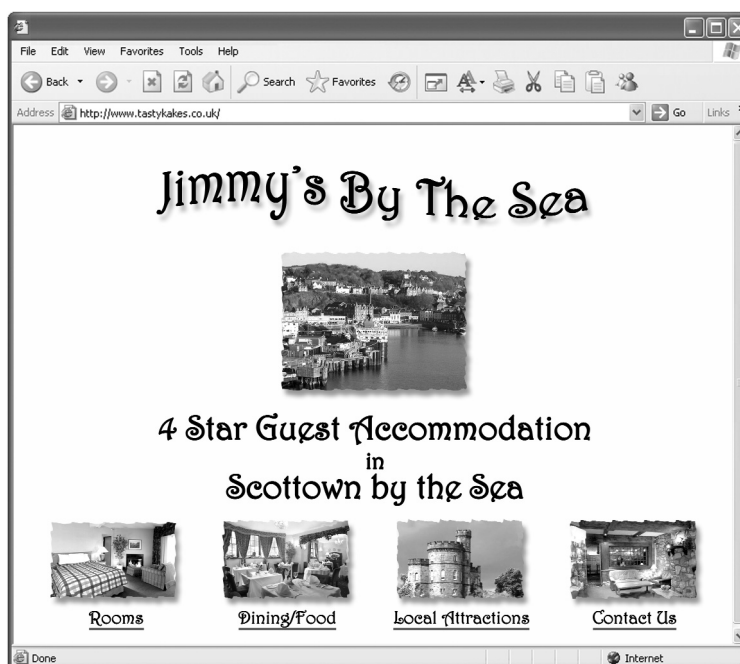 File Edit View Favorites Tools Help
Back Search Favorites
Address http://www.tastykakes.co.uk/ Go Links
Jimmy's By The Sea
4 Star Guest Accommodation
in
Scottown by the Sea
Rooms Dining/Food Local Attractions Contact Us
Done Internet